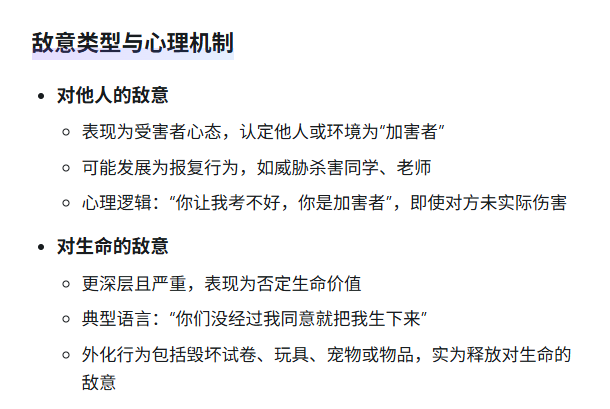 敌意类型与心理机制
• 对他人的敌意
◦ 表现为受害者心态，认定他人或环境为“加害者”
◦ 可能发展为报复行为，如威胁杀害同学、老师
◦ 心理逻辑：“你让我考不好，你是加害者”，即使对方未实际伤害
• 对生命的敌意
◦ 更深层且严重，表现为否定生命价值
◦ 典型语言：“你们没经过我同意就把我生下来”
◦ 外化行为包括毁坏试卷、玩具、宠物或物品，实为释放对生命的
敌意